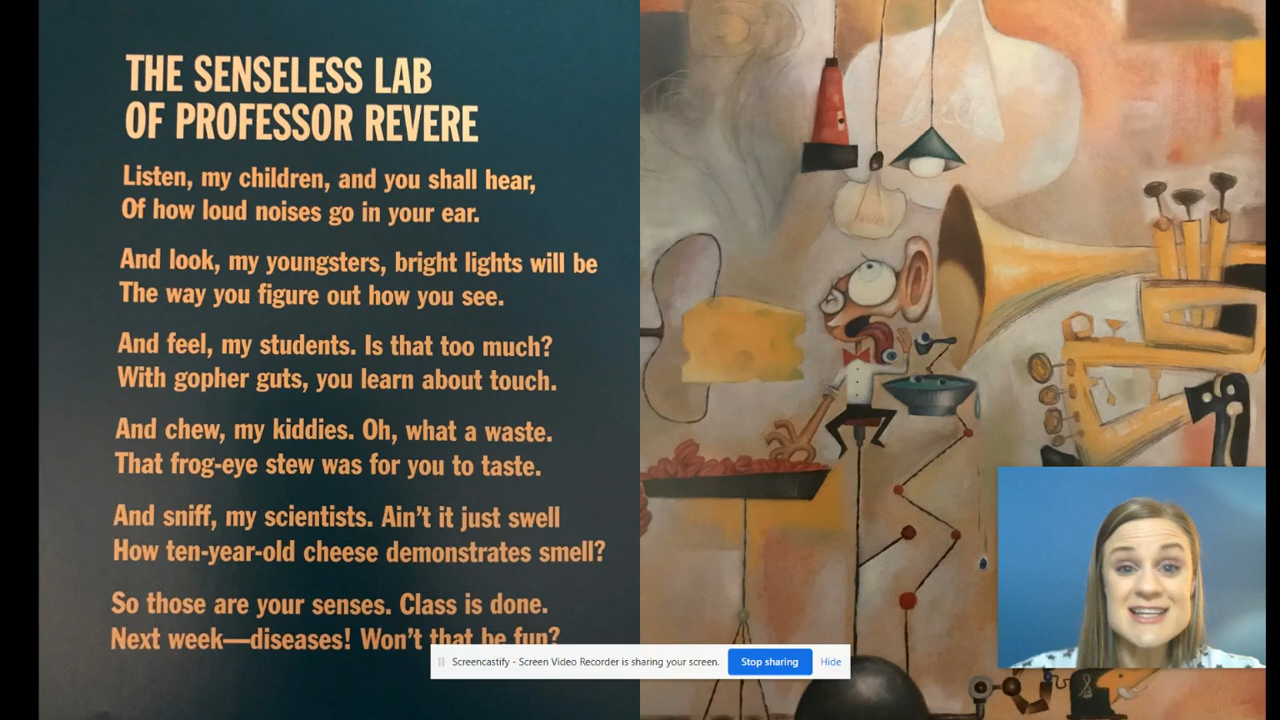 THE SENSELESS LAB
OF PROFESSOR REVERE
Listen, my children, and you shall hear,
Of how loud noises go in your ear.
And look, my youngsters, bright lights will be
The way you figure out how you see.
And feel, my students. Is that too much?
With gopher guts, you learn about touch.
And chew, my kiddies. Oh, what a waste.
That frog-eye stew was for you to taste.
And sniff, my scientists. Ain't it just swell
How ten-year-old cheese demonstrates smell?
So those are your senses. Class is done.
Next week—diseases! Won't that be fun?
Screencastify - Screen Video Recorder is sharing your screen.
Stop sharing
Hide